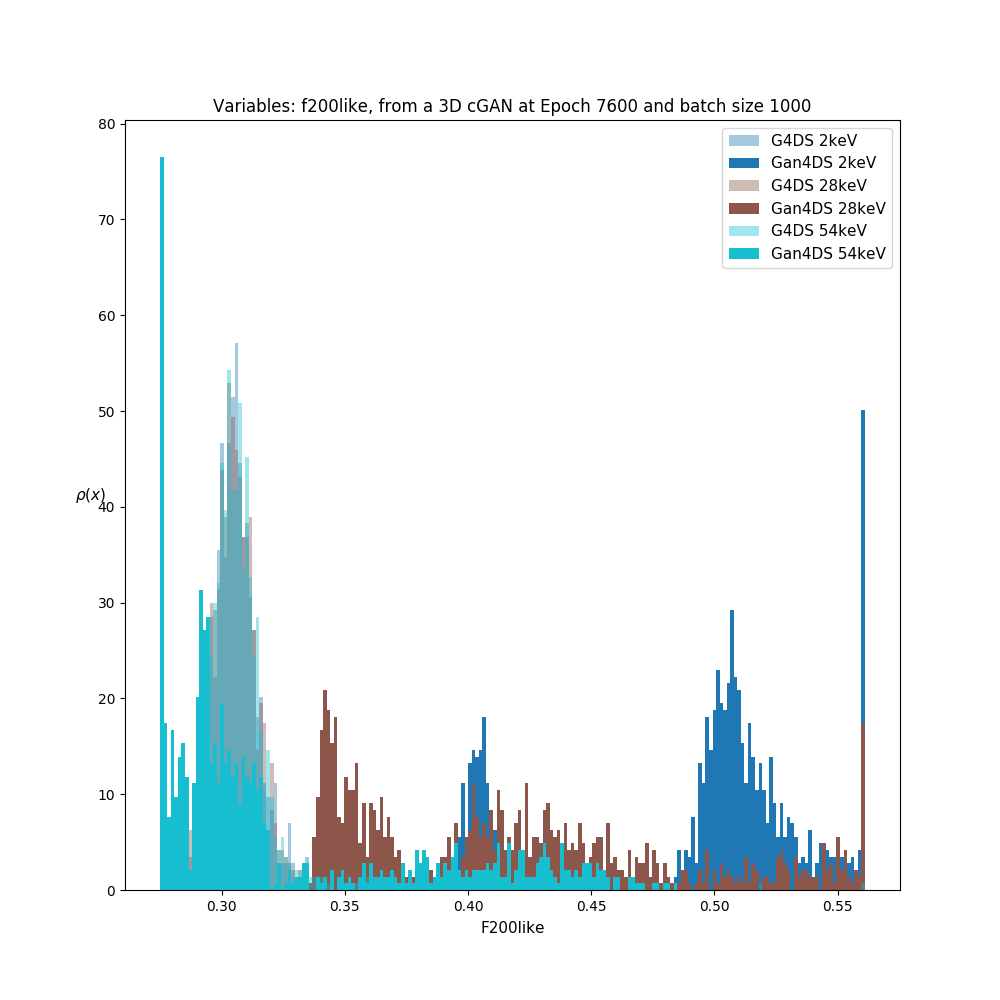 Variables: f200like, from a 3D cGAN at Epoch 7600 and batch size 1000
G4DS 2keV
Gan4DS 2keV
G4DS 28keV
Gan4DS 28keV
G4DS 54keV
Gan4DS 54keV
80
70
60
50
ρ(x)
40
30
20
10
0
0.30 0.35 0.40 0.45 0.50 0.55
F200like